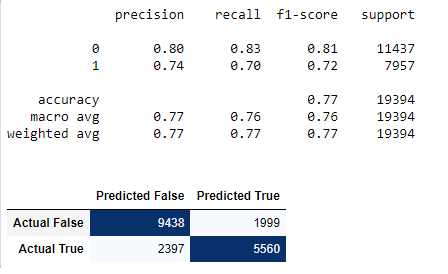 precision recall f1-score support
0 0.80 0.83 0.81 11437
1 0.74 0.70 0.72 7957
accuracy 0.77 19394
macro avg 0.77 0.76 0.76 19394
weighted avg 0.77 0.77 0.77 19394
Predicted False Predicted True
Actual False 9438 1999
Actual True 2397 5560